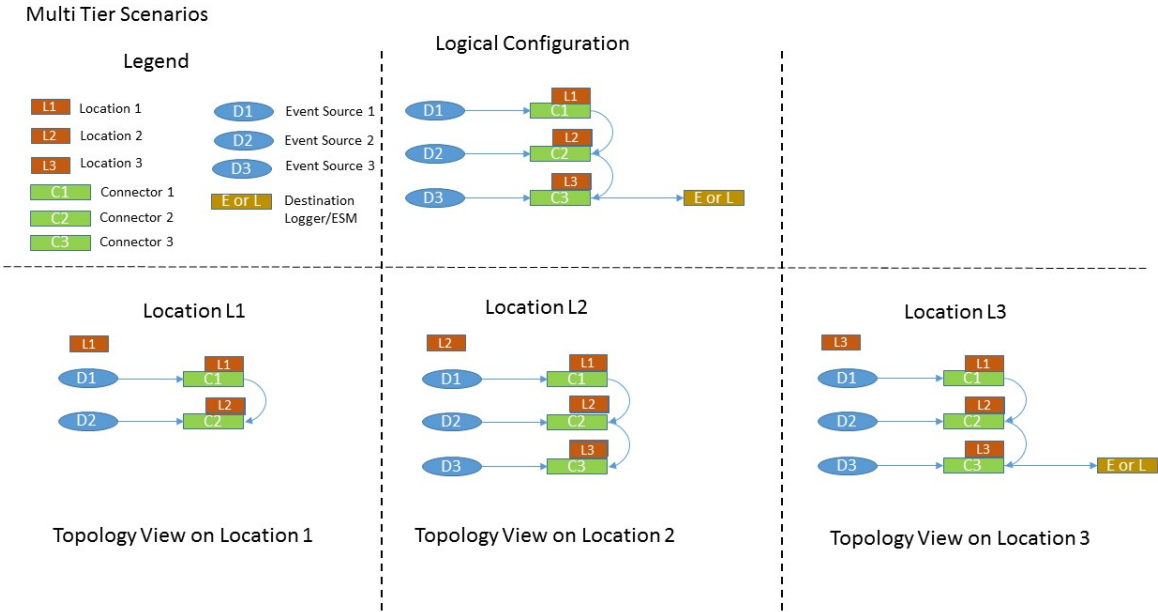 Multi Tier Scenarios
Legend
L1 Location 1
L2 Location 2
L3 Location 3
C1 Connector 1
C2 Connector 2
C3 Connector 3
D1 Event Source 1
D2 Event Source 2
D3 Event Source 3
E or L Destination
Logger/ESM
Logical Configuration
L1
D1 C1
L2
D2 C2
L3
D3 C3 E or L
Location L1
L1
L1
D1 C1
L2
D2 C2
Topology View on Location 1
Location L2
L2
L1
D1 C1
L2
D2 C2
L3
D3 C3
Topology View on Location 2
Location L3
L3
L1
D1 C1
L2
D2 C2
L3
D3 C3 E or L
Topology View on Location 3